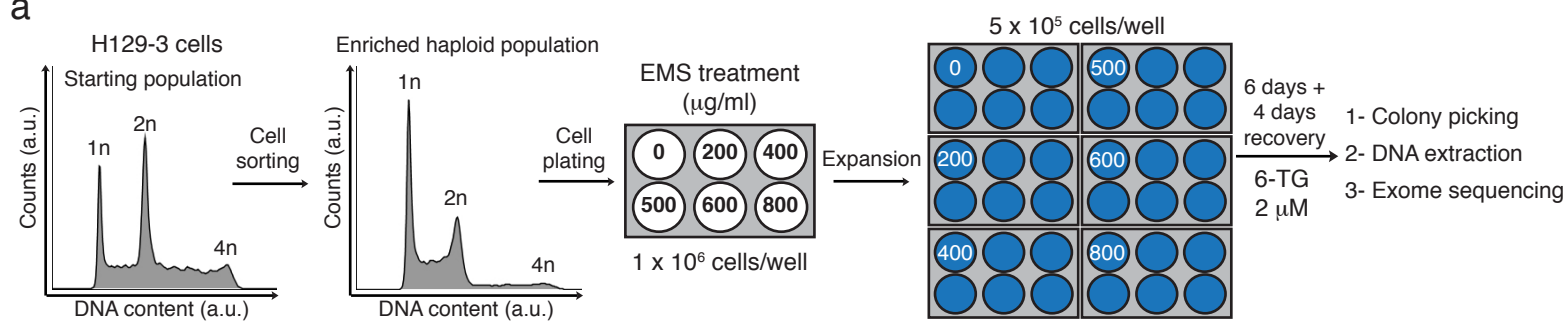 a
H129-3 cells
Starting population
Counts (a.u.)
1n
2n
4n
DNA content (a.u.)
Cell
sorting
Enriched haploid population
Counts (a.u.)
1n
2n
4n
DNA content (a.u.)
Cell
plating
EMS treatment
(μg/ml)
0 200 400
500 600 800
1 x 10⁶ cells/well
Expansion
5 x 10⁵ cells/well
0 500
200 600
400 800
6 days +
4 days
recovery
6-TG
2 μM
1- Colony picking
2- DNA extraction
3- Exome sequencing